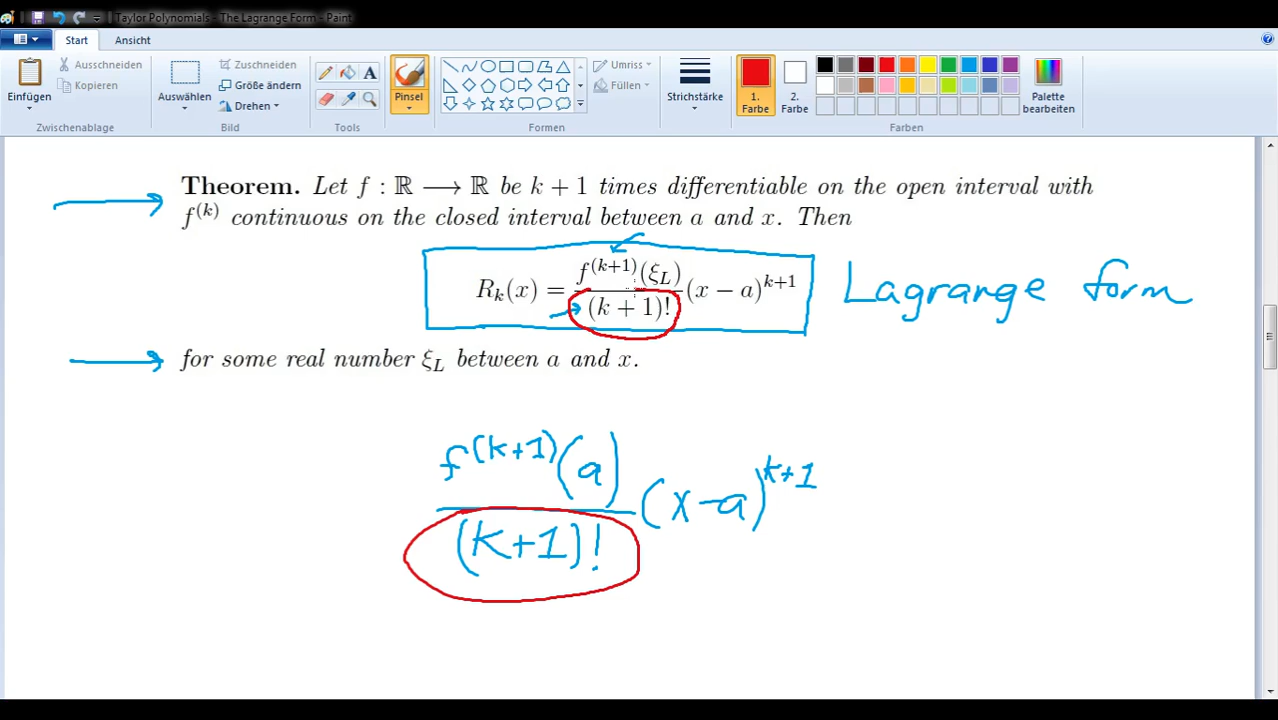 Taylor Polynomials - The Lagrange Form - Paint
Start Ansicht
Einfügen
Ausschneiden
Kopieren
Zwischenablage
Auswählen
Zuschneiden
Größe ändern
Drehen
Bild
A
Tools
Pinsel
Umriss
Füllen
Formen
Strichstärke
1. Farbe
2. Farbe
Palette bearbeiten
Farben
Theorem. Let f : ℝ ⟶ ℝ be k + 1 times differentiable on the open interval with
f^(k) continuous on the closed interval between a and x. Then
R_k(x) = f^(k+1)(ξ_L) / (k + 1)! (x − a)^k+1
Lagrange form
for some real number ξ_L between a and x.
f^(k+1)(a) / (k+1)! (x-a)^k+1